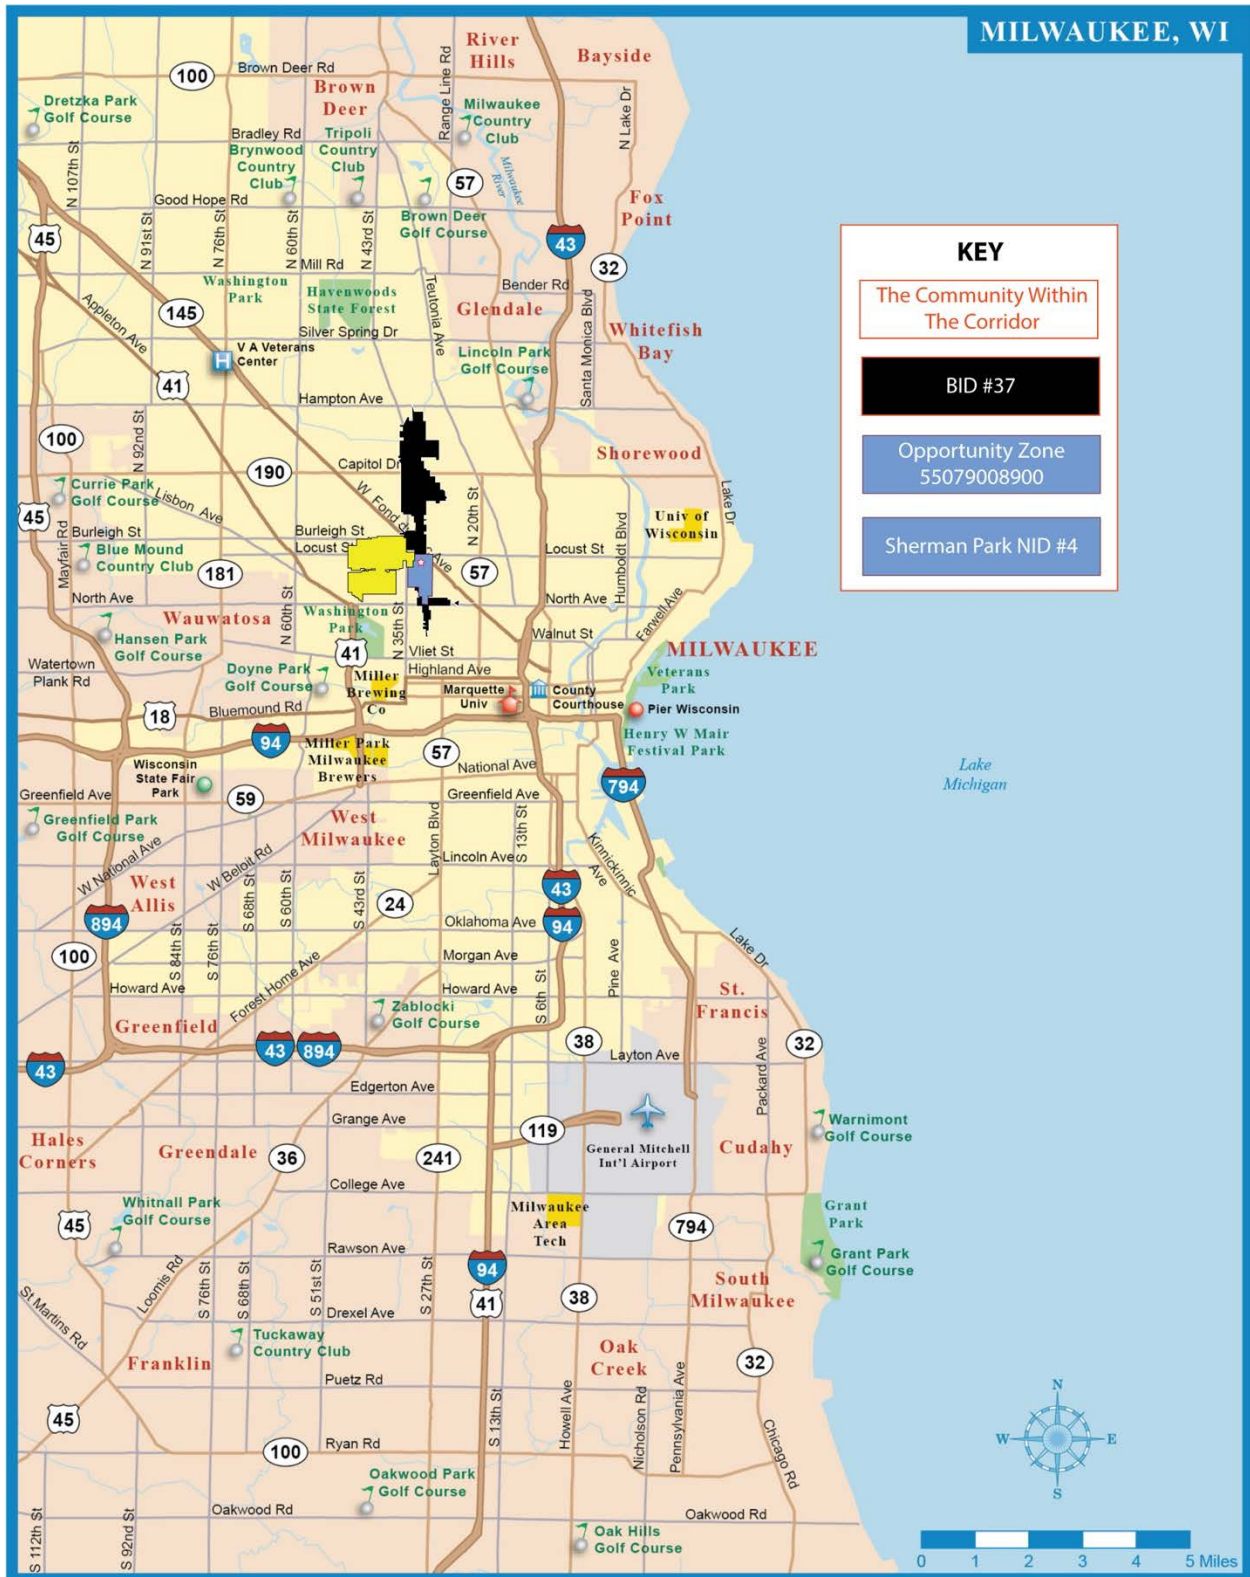 MILWAUKEE, WI
River
Hills
Bayside
100
Brown Deer Rd
Brown
Deer
Range Line Rd
Milwaukee
Country
Club
N Lake Dr
Dretzka Park
Golf Course
Bradley Rd
Brynwood
Country
Club
Tripoli
Country
Club
N 107th St
57
Milwaukee
River
Good Hope Rd
Fox
Point
Brown Deer
Golf Course
45
N 91st St
N 76th St
N 60th St
N 43rd St
43
KEY
The Community Within
The Corridor
BID #37
Opportunity Zone
55079008900
Sherman Park NID #4
Mill Rd
32
Washington
Park
Havenwoods
State Forest
Teutonia Ave
Bender Rd
Glendale
Appleton Ave
145
Santa Monica Blvd
Silver Spring Dr
Whitefish
Bay
H
V A Veterans
Center
Lincoln Park
Golf Course
41
Hampton Ave
100
N 92nd St
Shorewood
190
Capitol Dr
Currie Park
Golf Course
Lisbon Ave
N 20th St
Lake Dr
45
Univ of
Wisconsin
Mayfair Rd
Burleigh St
Burleigh St
Locust St
Locust St
Humboldt Blvd
Blue Mound
Country Club
181
57
North Ave
North Ave
Farwell Ave
Wauwatosa
N 60th St
Washington
Park
N 35th St
Hansen Park
Golf Course
Walnut St
41
Vliet St
MILWAUKEE
Watertown
Plank Rd
Doyne Park
Golf Course
Highland Ave
Veterans
Park
Miller
Brewing
Co
Marquette
Univ
County
Courthouse
Pier Wisconsin
18
Bluemound Rd
Henry W Mair
Festival Park
94
Miller Park
Milwaukee
Brewers
57
Wisconsin
State Fair
Park
National Ave
Lake
Michigan
794
Greenfield Ave
59
Greenfield Ave
Greenfield Park
Golf Course
West
Milwaukee
Layton Blvd
S 13th St
Kinnickinnic
Ave
W National Ave
W Beloit Rd
Lincoln Ave
West
Allis
S 68th St
S 60th St
S 43rd St
24
43
894
Oklahoma Ave
94
Lake Dr
100
S 84th St
S 76th St
Morgan Ave
Pine Ave
Howard Ave
Forest Home Ave
Howard Ave
S 6th St
St.
Francis
Greenfield
Zablocki
Golf Course
43
894
38
32
Layton Ave
43
Packard Ave
Edgerton Ave
Grange Ave
119
Warnimont
Golf Course
Hales
Corners
Greendale
36
241
General Mitchell
Int'l Airport
Cudahy
College Ave
Whitnall Park
Golf Course
Milwaukee
Area
Tech
Grant
Park
45
794
Rawson Ave
Grant Park
Golf Course
Loomis Rd
94
S 76th St
S 68th St
S 51st St
S 27th St
South
Milwaukee
St Martins Rd
41
38
Drexel Ave
Tuckaway
Country Club
Franklin
Oak
Creek
32
Puetz Rd
45
S 13th St
Howell Ave
Nicholson Rd
Pennsylvania Ave
Chicago Rd
N
W
E
S
100
Ryan Rd
Oakwood Park
Golf Course
S 112th St
S 92nd St
Oakwood Rd
Oakwood Rd
Oak Hills
Golf Course
0 1 2 3 4 5 Miles